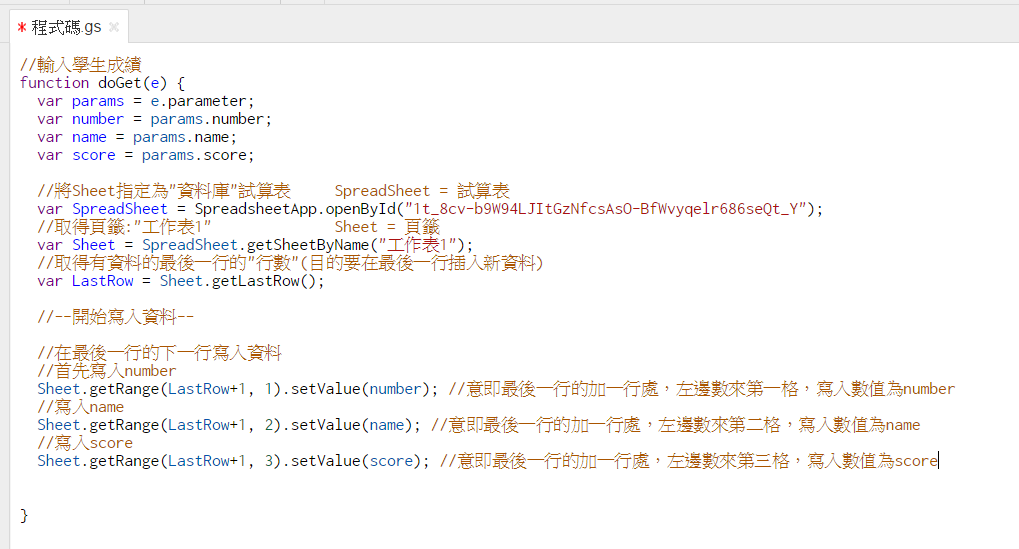 * 程式碼.gs ×
//輸入學生成績
function doGet(e) {
  var params = e.parameter;
  var number = params.number;
  var name = params.name;
  var score = params.score;
  //將Sheet指定為"資料庫"試算表     SpreadSheet = 試算表
  var SpreadSheet = SpreadsheetApp.openById("1t_8cv-b9W94LJItGzNfcsAsO-BfWvyqelr686seQt_Y");
  //取得頁籤:"工作表1"              Sheet = 頁籤
  var Sheet = SpreadSheet.getSheetByName("工作表1");
  //取得有資料的最後一行的"行數"(目的要在最後一行插入新資料)
  var LastRow = Sheet.getLastRow();
  //--開始寫入資料--
  //在最後一行的下一行寫入資料
  //首先寫入number
  Sheet.getRange(LastRow+1, 1).setValue(number); //意即最後一行的加一行處，左邊數來第一格，寫入數值為number
  //寫入name
  Sheet.getRange(LastRow+1, 2).setValue(name); //意即最後一行的加一行處，左邊數來第二格，寫入數值為name
  //寫入score
  Sheet.getRange(LastRow+1, 3).setValue(score); //意即最後一行的加一行處，左邊數來第三格，寫入數值為score
}